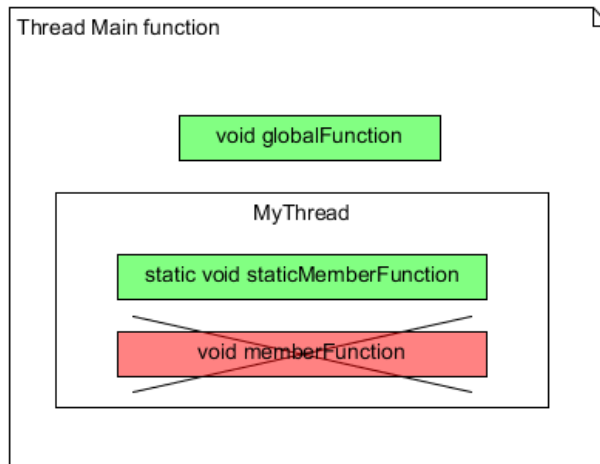 Thread Main function
void globalFunction
MyThread
static void staticMemberFunction
void memberFunction